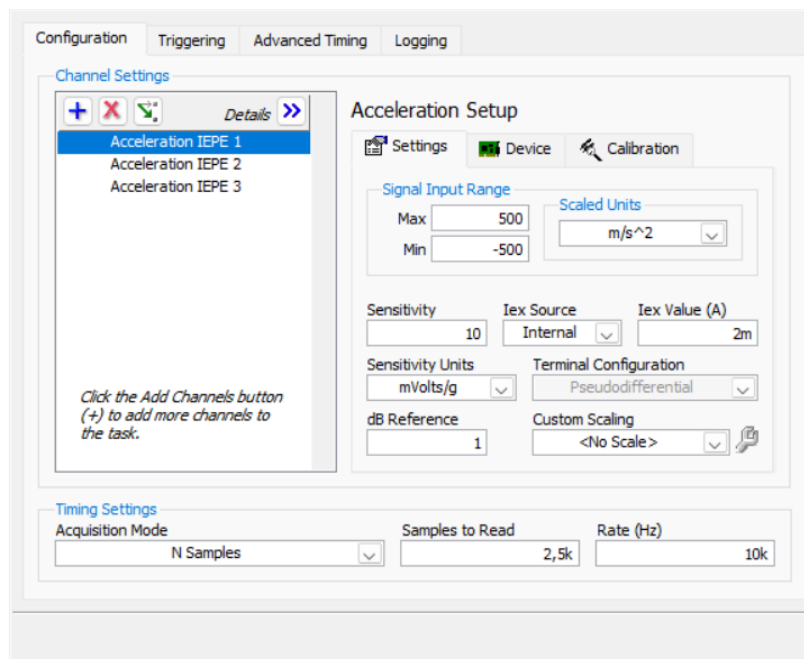 Configuration Triggering Advanced Timing Logging
Channel Settings
Details
Acceleration IEPE 1
Acceleration IEPE 2
Acceleration IEPE 3
Click the Add Channels button
(+) to add more channels to
the task.
Acceleration Setup
Settings Device Calibration
Signal Input Range
Max 500
Min -500
Scaled Units
m/s^2
Sensitivity Iex Source Iex Value (A)
10 Internal 2m
Sensitivity Units Terminal Configuration
mVolts/g Pseudodifferential
dB Reference Custom Scaling
1 <No Scale>
Timing Settings
Acquisition Mode Samples to Read Rate (Hz)
N Samples 2,5k 10k